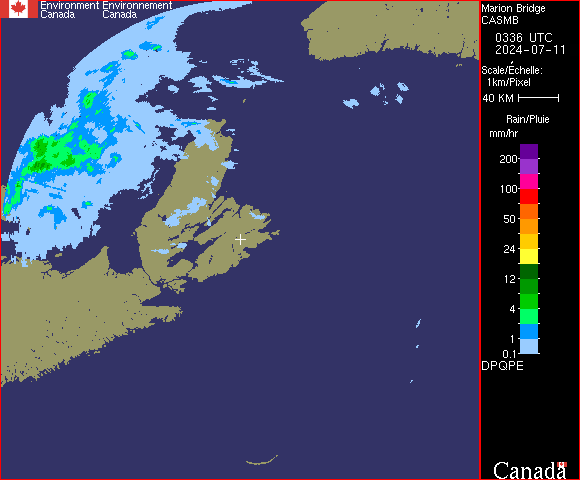 Environment Environnement
Canada Canada
Marion Bridge
CASMB
0336 UTC
2024-07-11
Scale/Échelle:
1km/Pixel
40 KM
Rain/Pluie
mm/hr
200
100
50
24
12
4
1
0.1
DPQPE
Canada